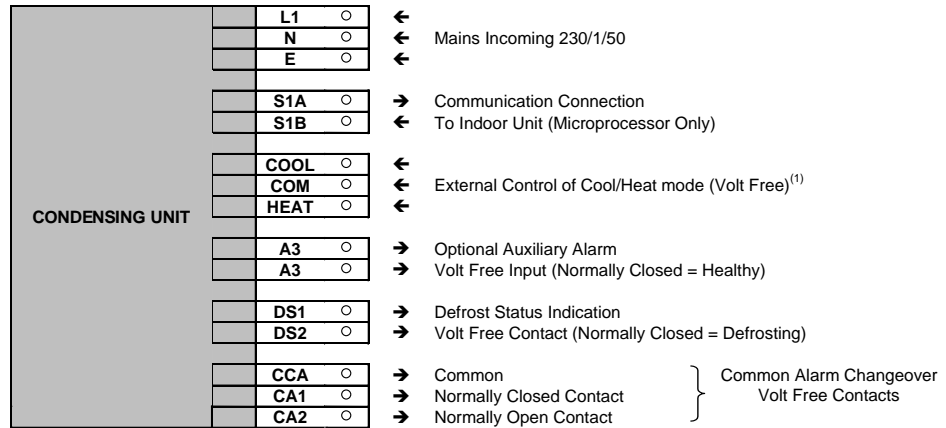 L1
N Mains Incoming 230/1/50
E
S1A Communication Connection
S1B To Indoor Unit (Microprocessor Only)
COOL
COM External Control of Cool/Heat mode (Volt Free)(1)
HEAT
CONDENSING UNIT
A3 Optional Auxiliary Alarm
A3 Volt Free Input (Normally Closed = Healthy)
DS1 Defrost Status Indication
DS2 Volt Free Contact (Normally Closed = Defrosting)
CCA Common Common Alarm Changeover
CA1 Normally Closed Contact Volt Free Contacts
CA2 Normally Open Contact